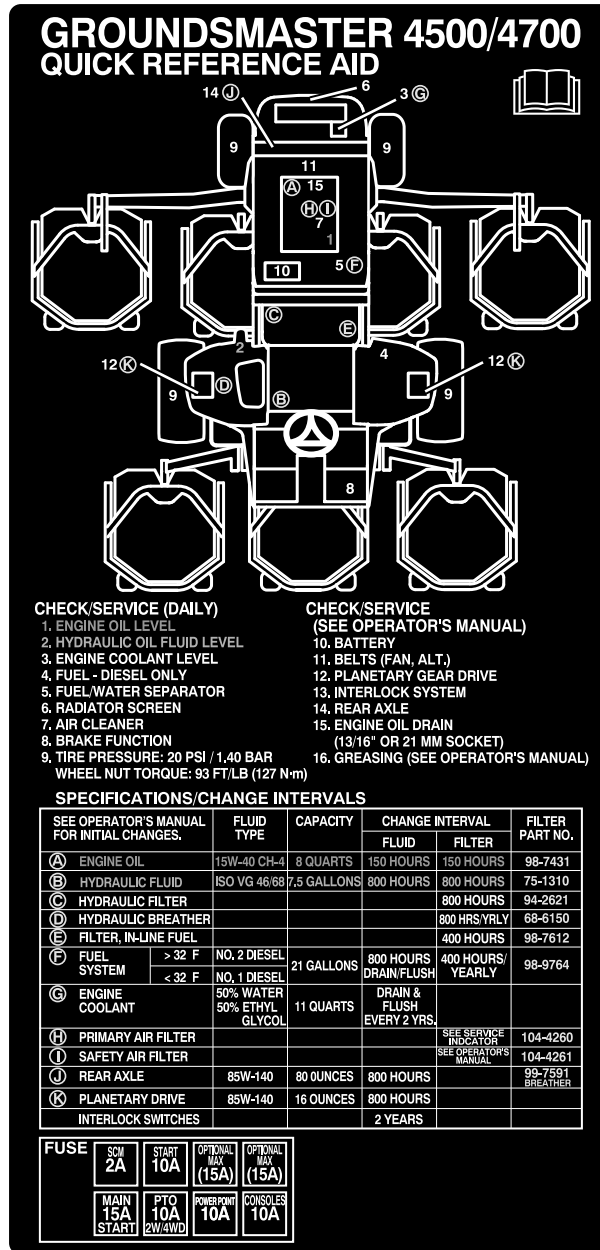 GROUNDSMASTER 4500/4700
QUICK REFERENCE AID
6
14 J
3 G
9
9
11
A 15
H I
7
1
5 F
10
C
E
2
4
12 K
12 K
9
D
9
B
8
CHECK/SERVICE (DAILY)
1. ENGINE OIL LEVEL
2. HYDRAULIC OIL FLUID LEVEL
3. ENGINE COOLANT LEVEL
4. FUEL - DIESEL ONLY
5. FUEL/WATER SEPARATOR
6. RADIATOR SCREEN
7. AIR CLEANER
8. BRAKE FUNCTION
9. TIRE PRESSURE: 20 PSI / 1,40 BAR
WHEEL NUT TORQUE: 93 FT/LB (127 N·m)
CHECK/SERVICE
(SEE OPERATOR'S MANUAL)
10. BATTERY
11. BELTS (FAN, ALT.)
12. PLANETARY GEAR DRIVE
13. INTERLOCK SYSTEM
14. REAR AXLE
15. ENGINE OIL DRAIN
(13/16" OR 21 MM SOCKET)
16. GREASING (SEE OPERATOR'S MANUAL)
SPECIFICATIONS/CHANGE INTERVALS
SEE OPERATOR'S MANUAL FOR INITIAL CHANGES. FLUID TYPE CAPACITY CHANGE INTERVAL FILTER PART NO.
FLUID FILTER
A ENGINE OIL 15W-40 CH-4 8 QUARTS 150 HOURS 150 HOURS 98-7431
B HYDRAULIC FLUID ISO VG 46/68 7.5 GALLONS 800 HOURS 800 HOURS 75-1310
C HYDRAULIC FILTER 800 HOURS 94-2621
D HYDRAULIC BREATHER 800 HRS/YRLY 68-6150
E FILTER, IN-LINE FUEL 400 HOURS 98-7612
F FUEL SYSTEM > 32 F NO. 2 DIESEL 21 GALLONS 800 HOURS DRAIN/FLUSH 400 HOURS/ YEARLY 98-9764
< 32 F NO. 1 DIESEL
G ENGINE COOLANT 50% WATER 50% ETHYL GLYCOL 11 QUARTS DRAIN & FLUSH EVERY 2 YRS.
H PRIMARY AIR FILTER SEE SERVICE INDCATOR 104-4260
I SAFETY AIR FILTER SEE OPERATOR'S MANUAL 104-4261
J REAR AXLE 85W-140 80 OUNCES 800 HOURS 99-7591 BREATHER
K PLANETARY DRIVE 85W-140 16 OUNCES 800 HOURS
INTERLOCK SWITCHES 2 YEARS
FUSE
SCM 2A
START 10A
OPTIONAL MAX (15A)
OPTIONAL MAX (15A)
MAIN 15A START
PTO 10A 2W/4WD
POWER POINT 10A
CONSOLES 10A